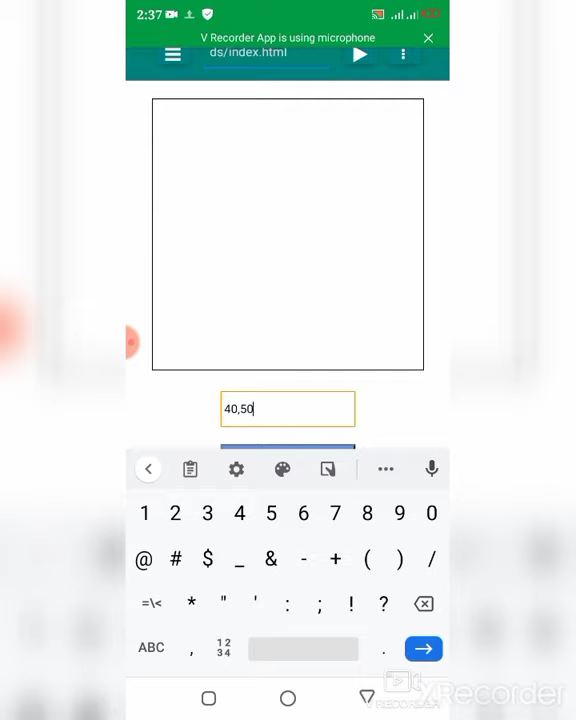 2:37
V Recorder App is using microphone
ds/index.html
40,50
1 2 3 4 5 6 7 8 9 0
@ # $ _ & - + ( ) /
=\< * " ' : ; ! ?
ABC , 12 34 .
V RECORDER
XRecorder